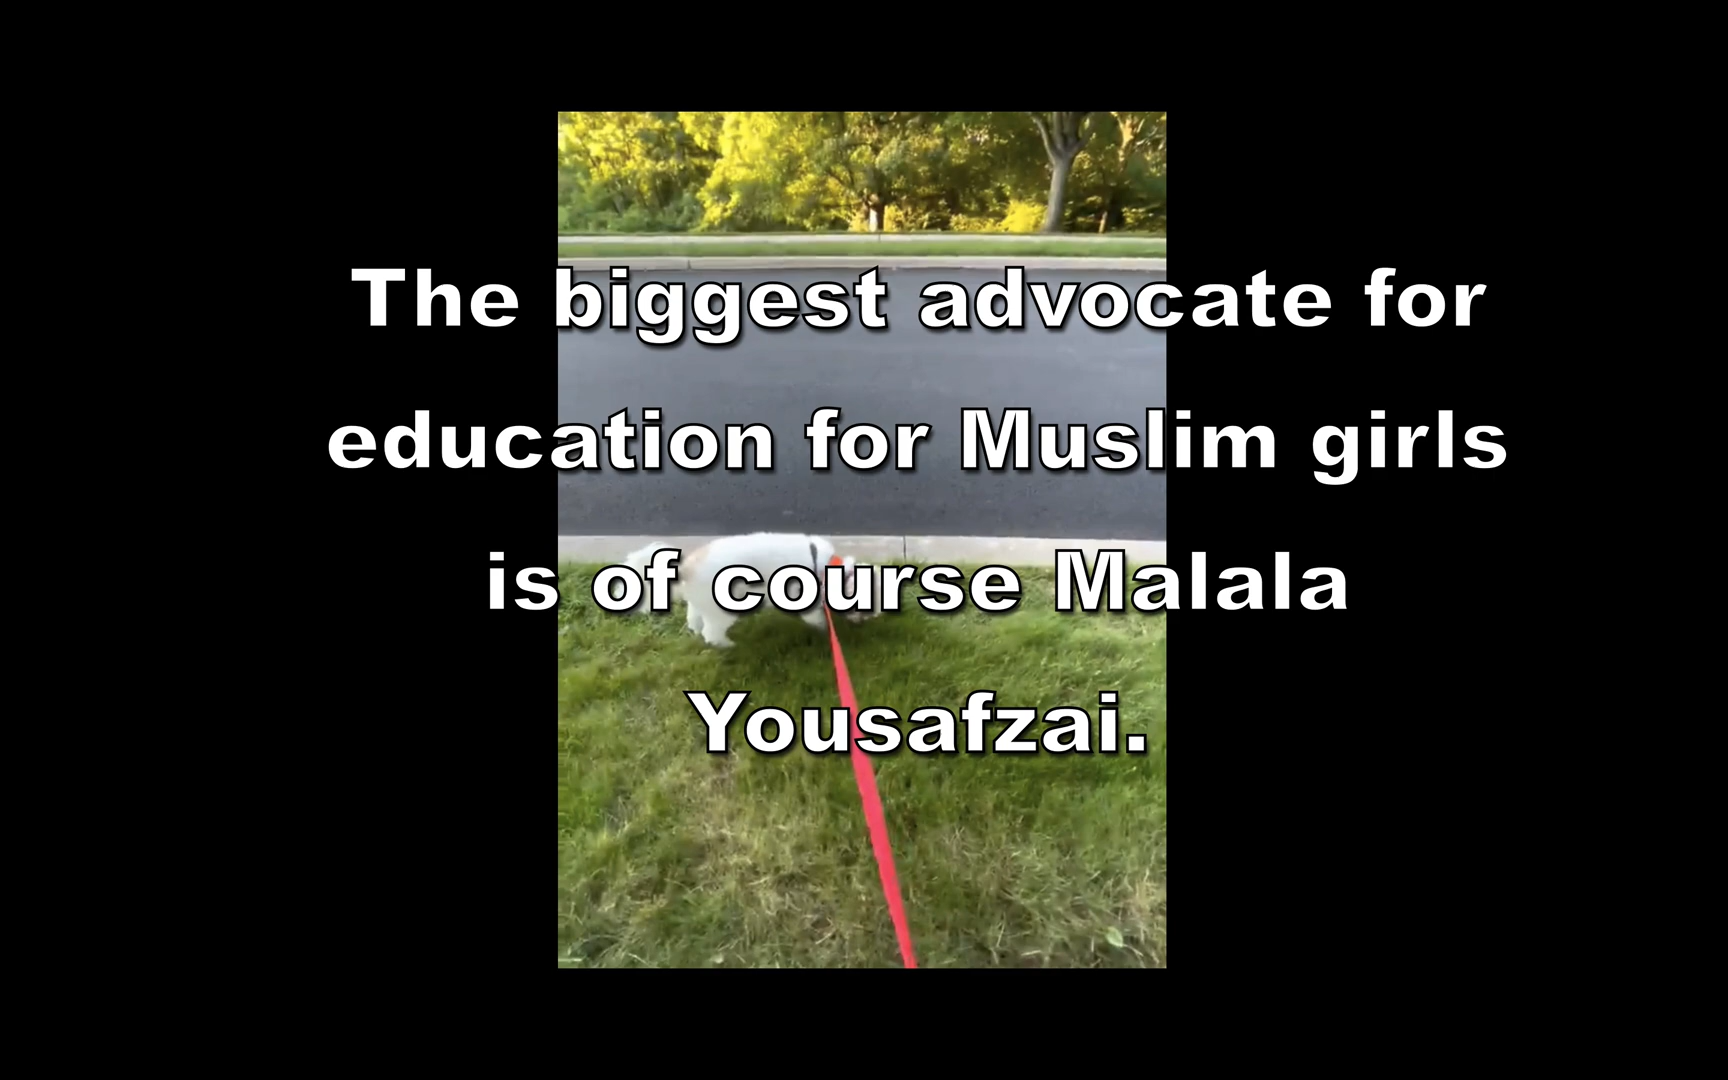 The biggest advocate for
education for Muslim girls
is of course Malala
Yousafzai.